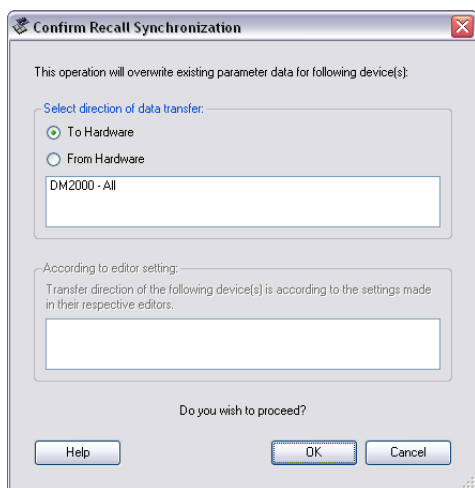 Confirm Recall Synchronization
This operation will overwrite existing parameter data for following device(s):
Select direction of data transfer:
To Hardware
From Hardware
DM2000 - All
According to editor setting:
Transfer direction of the following device(s) is according to the settings made
in their respective editors.
Do you wish to proceed?
Help OK Cancel